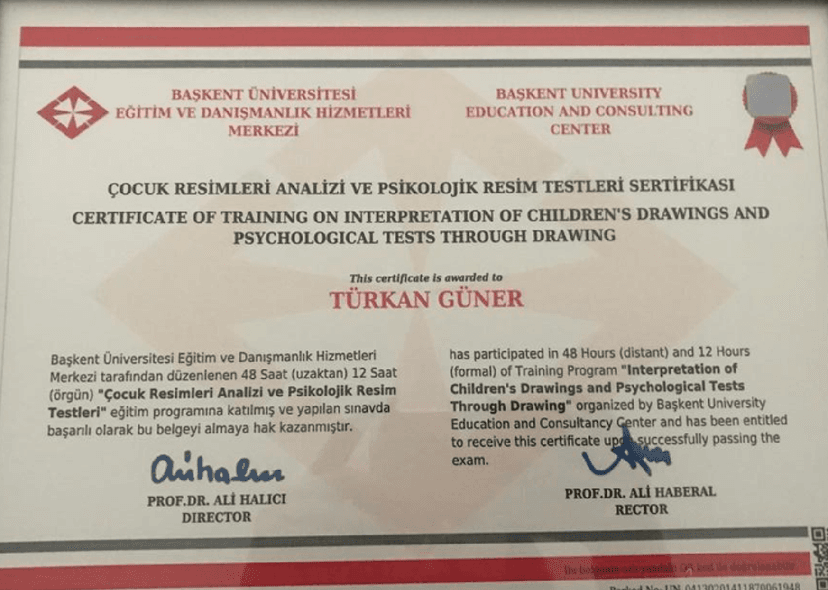 BAŞKENT ÜNİVERSİTESİ
EĞİTİM VE DANIŞMANLIK HİZMETLERİ
MERKEZİ
BAŞKENT UNIVERSITY
EDUCATION AND CONSULTING
CENTER
ÇOCUK RESİMLERİ ANALİZİ VE PSİKOLOJİK RESİM TESTLERİ SERTİFİKASI
CERTIFICATE OF TRAINING ON INTERPRETATION OF CHILDREN'S DRAWINGS AND
PSYCHOLOGICAL TESTS THROUGH DRAWING
This certificate is awarded to
TÜRKAN GÜNER
Başkent Üniversitesi Eğitim ve Danışmanlık Hizmetleri
Merkezi tarafından düzenlenen 48 Saat (uzaktan) 12 Saat
(örgün) "Çocuk Resimleri Analizi ve Psikolojik Resim
Testleri" eğitim programına katılmış ve yapılan sınavda
başarılı olarak bu belgeyi almaya hak kazanmıştır.
has participated in 48 Hours (distant) and 12 Hours
(formal) of Training Program "Interpretation of
Children's Drawings and Psychological Tests
Through Drawing" organized by Başkent University
Education and Consultancy Center and has been entitled
to receive this certificate upon successfully passing the
exam.
PROF.DR. ALİ HALICI
DIRECTOR
PROF.DR. ALİ HABERAL
RECTOR